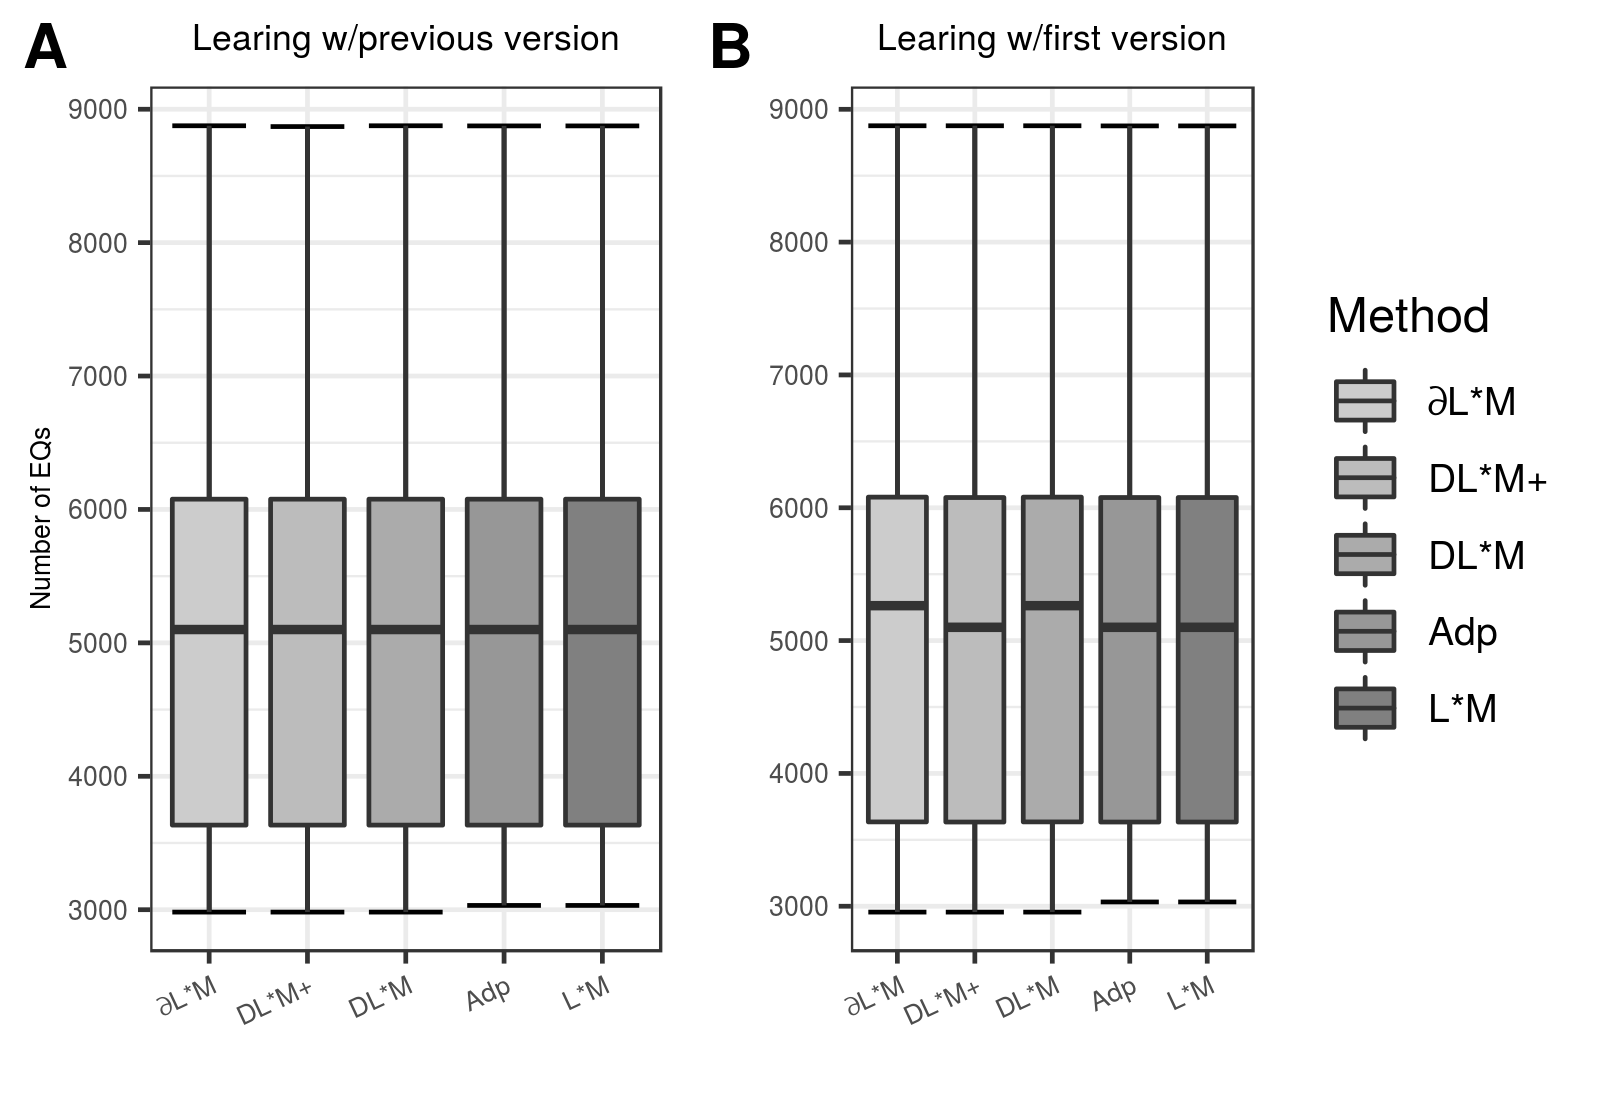 A
Learing w/previous version
Number of EQs
9000
8000
7000
6000
5000
4000
3000
∂L*M
DL*M+
DL*M
Adp
L*M
B
Learing w/first version
9000
8000
7000
6000
5000
4000
3000
∂L*M
DL*M+
DL*M
Adp
L*M
Method
∂L*M
DL*M+
DL*M
Adp
L*M